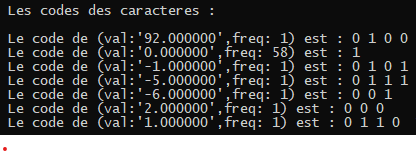 Les codes des caracteres :
Le code de (val:'92.000000',freq: 1) est : 0 1 0 0
Le code de (val:'0.000000',freq: 58) est : 1
Le code de (val:'-1.000000',freq: 1) est : 0 1 0 1
Le code de (val:'-5.000000',freq: 1) est : 0 1 1 1
Le code de (val:'-6.000000',freq: 1) est : 0 0 1
Le code de (val:'2.000000',freq: 1) est : 0 0 0
Le code de (val:'1.000000',freq: 1) est : 0 1 1 0